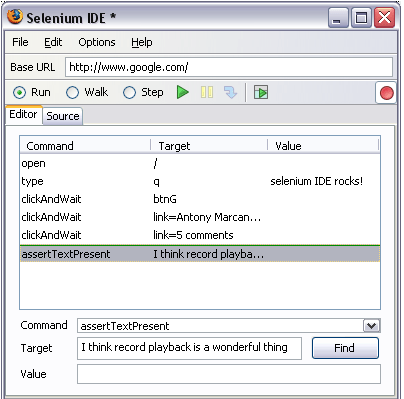 Selenium IDE *
File Edit Options Help
Base URL http://www.google.com/
Run Walk Step
Editor Source
Command Target Value
open /
type q selenium IDE rocks!
clickAndWait btnG
clickAndWait link=Antony Marcan...
clickAndWait link=5 comments
assertTextPresent I think record playba...
Command assertTextPresent
Target I think record playback is a wonderful thing Find
Value